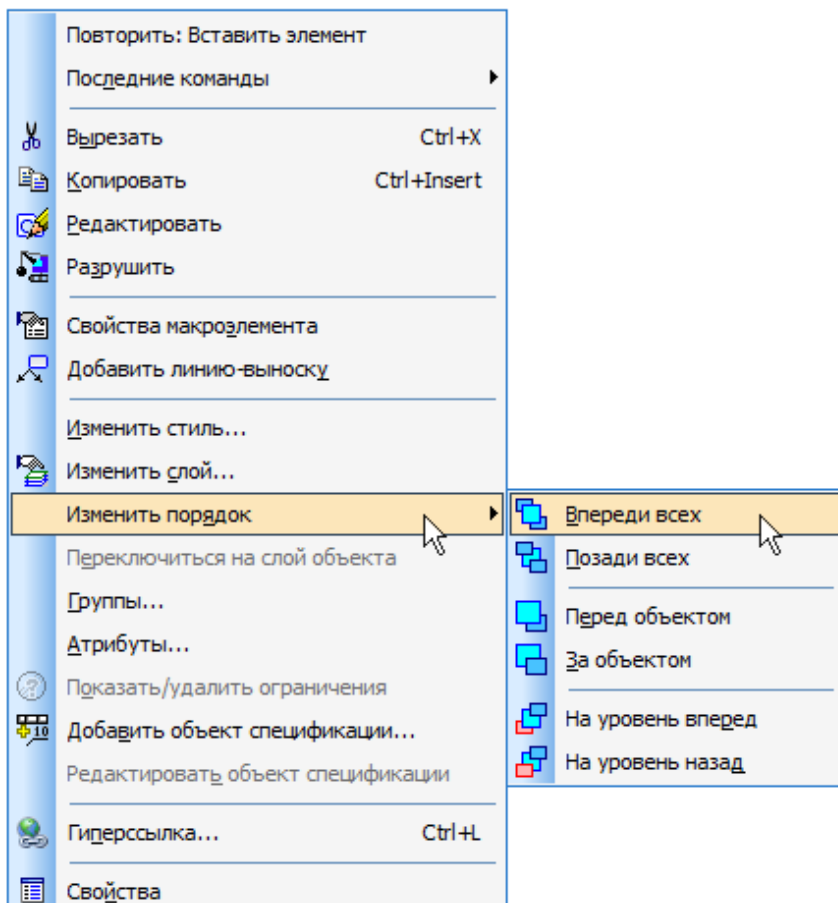 Повторить: Вставить элемент
Последние команды
Вырезать Ctrl+X
Копировать Ctrl+Insert
Редактировать
Разрушить
Свойства макроэлемента
Добавить линию-выноску
Изменить стиль...
Изменить слой...
Изменить порядок
Переключиться на слой объекта
Группы...
Атрибуты...
Показать/удалить ограничения
Добавить объект спецификации...
Редактировать объект спецификации
Гиперссылка... Ctrl+L
Свойства
Впереди всех
Позади всех
Перед объектом
За объектом
На уровень вперед
На уровень назад